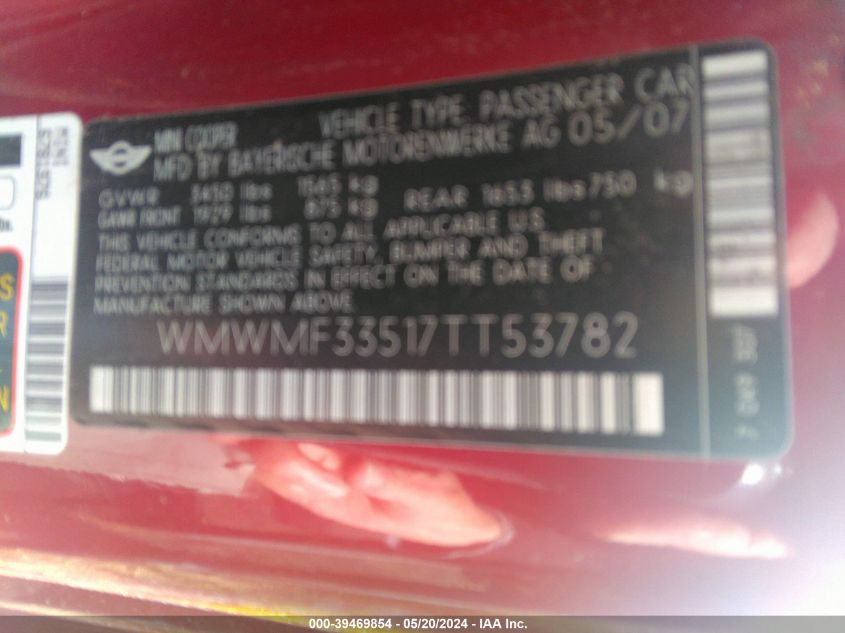 MINI COOPER VEHICLE TYPE: PASSENGER CAR
MFD BY BAYERISCHE MOTORENWERKE AG 05/07
GVWR 3450 lbs 1565 kg
GAWR FRONT 1929 lbs 875 kg REAR 1653 lbs 750 kg
THIS VEHICLE CONFORMS TO ALL APPLICABLE U.S.
FEDERAL MOTOR VEHICLE SAFETY, BUMPER AND THEFT
PREVENTION STANDARDS IN EFFECT ON THE DATE OF
MANUFACTURE SHOWN ABOVE
WMWMF33517TT53782
MINI
S
R
N
000-39469854 - 05/20/2024 - IAA Inc.